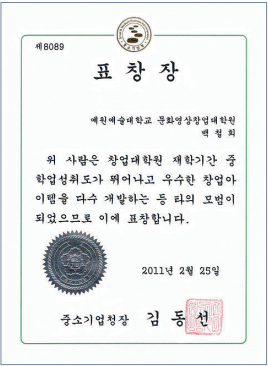 제8089
표창장
예원예술대학교 문화영상창업대학원
백철희
위 사람은 창업대학원 재학기간 중
학업성취도가 뛰어나고 우수한 창업아
이템을 다수 개발하는 등 타의 모범이
되었으므로 이에 표창합니다.
2011년 2월 25일
중소기업청장 김동선